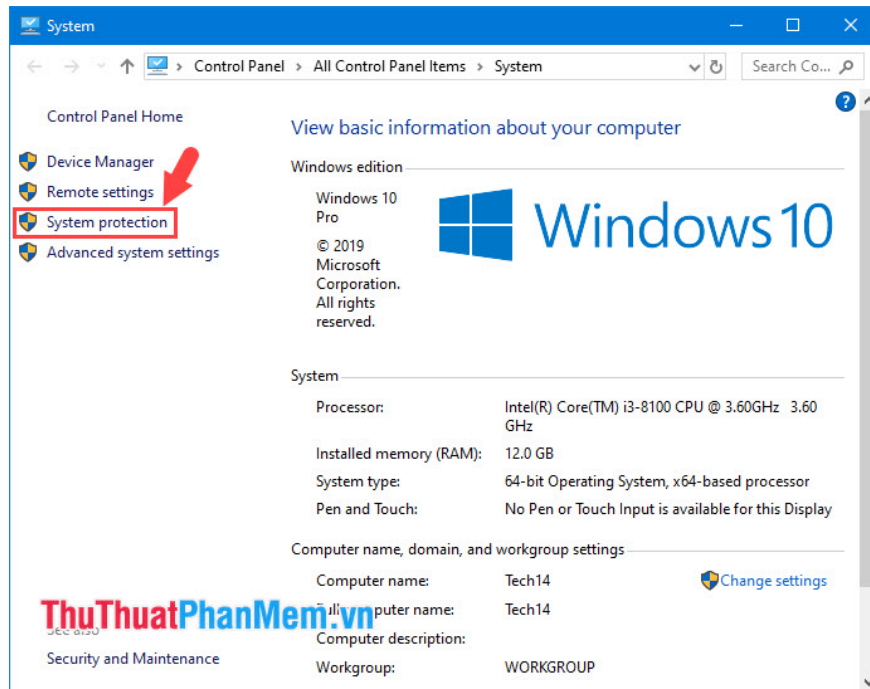 System
Control Panel > All Control Panel Items > System
Search Co...
Control Panel Home
Device Manager
Remote settings
System protection
Advanced system settings
View basic information about your computer
Windows edition
Windows 10
Pro
© 2019
Microsoft
Corporation.
All rights
reserved.
Windows 10
System
Processor: Intel(R) Core(TM) i3-8100 CPU @ 3.60GHz 3.60
GHz
Installed memory (RAM): 12.0 GB
System type: 64-bit Operating System, x64-based processor
Pen and Touch: No Pen or Touch Input is available for this Display
Computer name, domain, and workgroup settings
Computer name: Tech14 Change settings
Full computer name: Tech14
ThuThuatPhanMem.vn
Computer description:
See also
Security and Maintenance
Workgroup: WORKGROUP